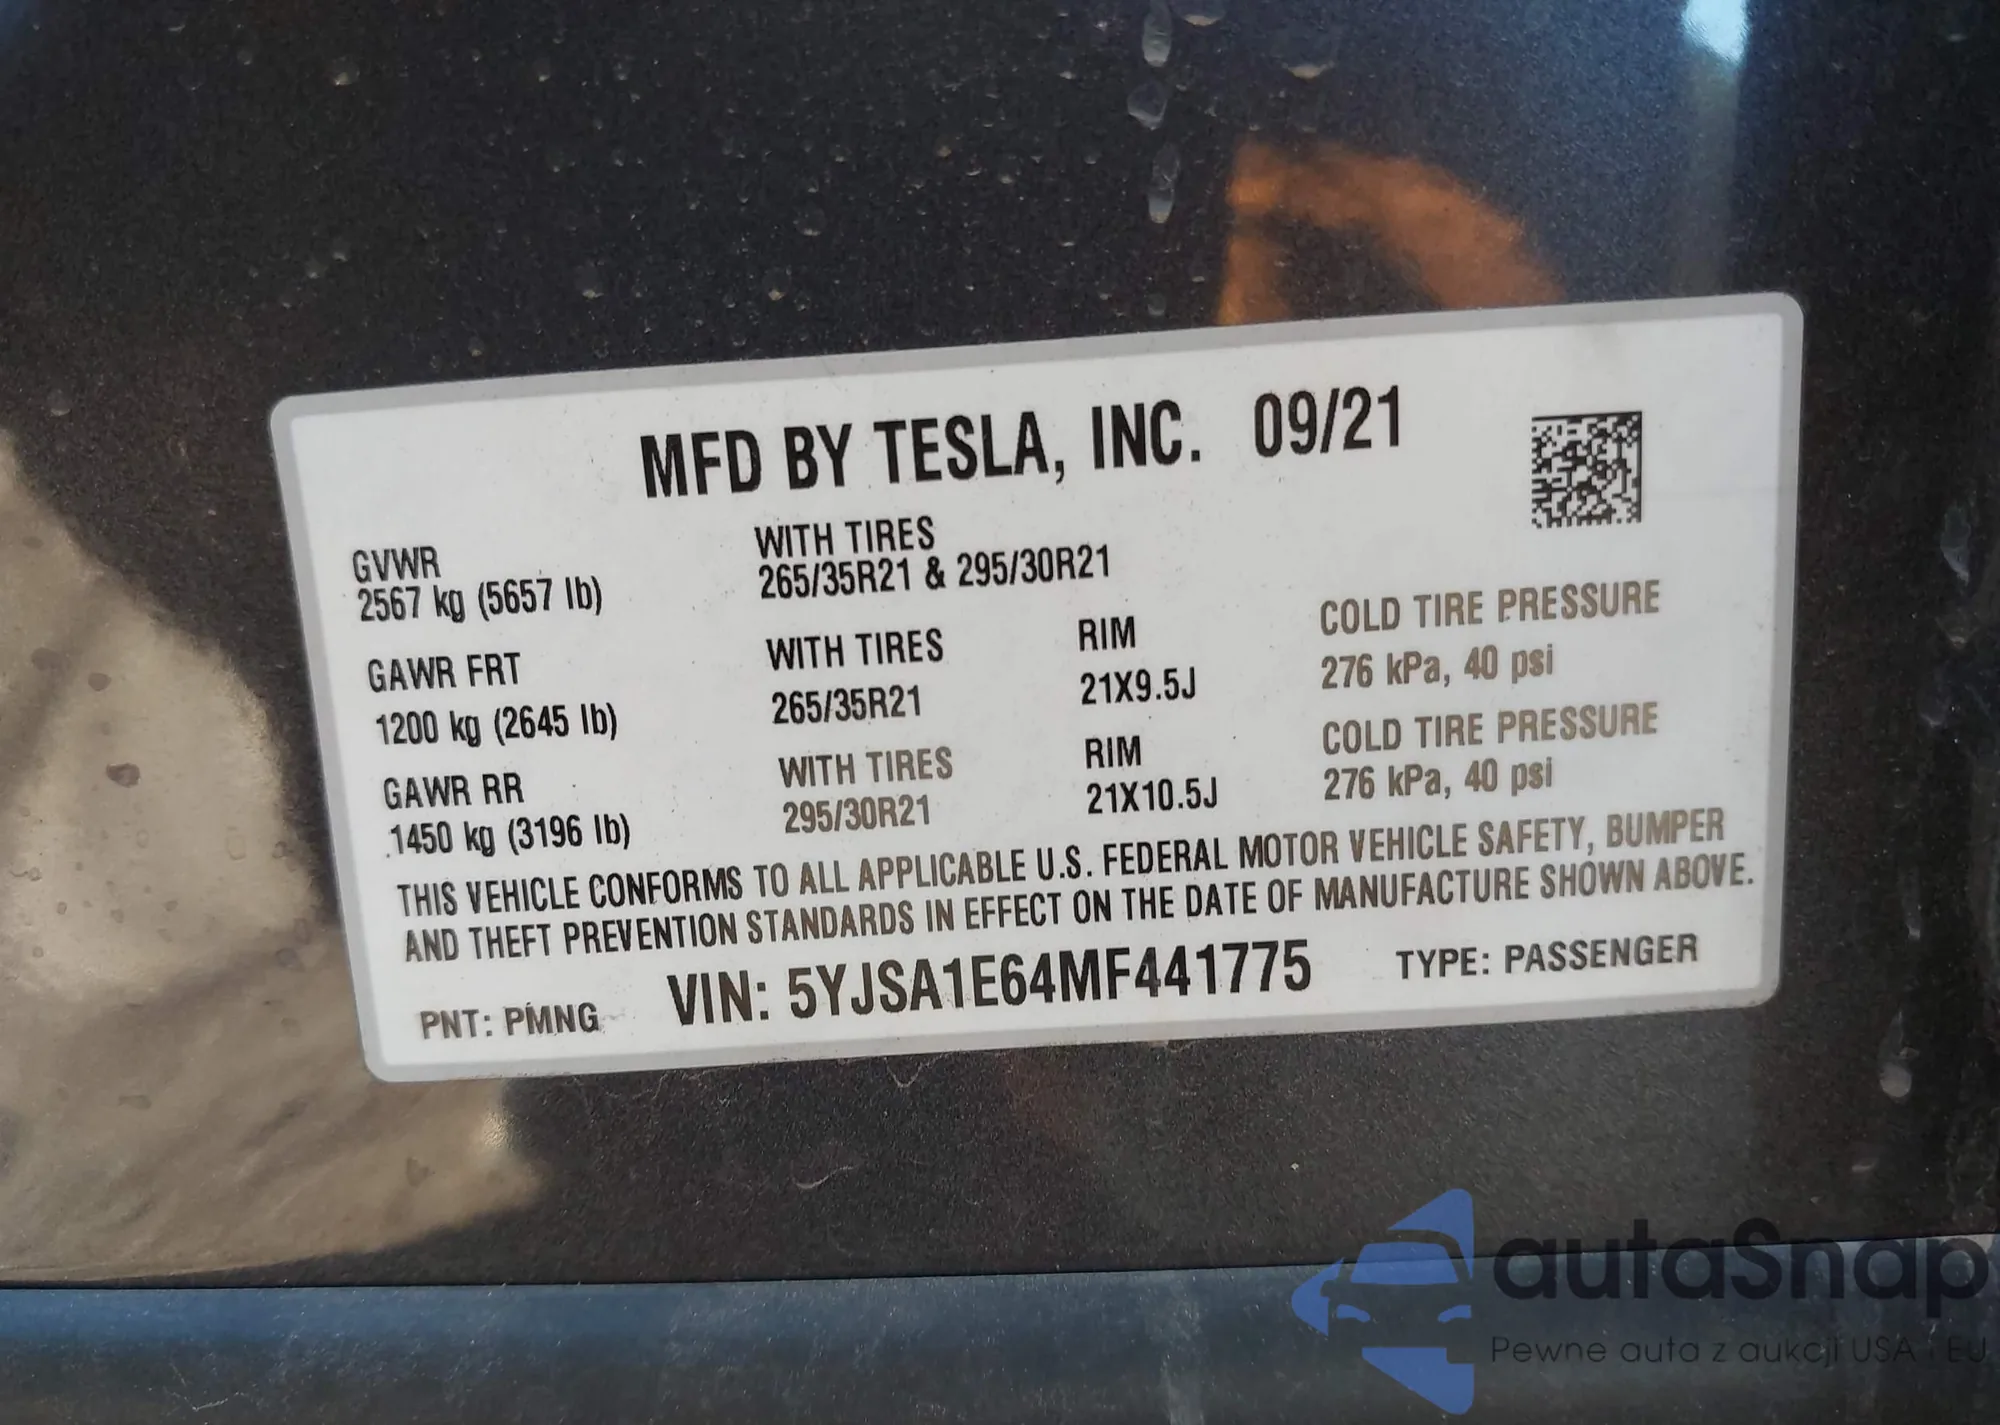 MFD BY TESLA, INC. 09/21
GVWR
2567 kg (5657 lb)
WITH TIRES
265/35R21 & 295/30R21
GAWR FRT
1200 kg (2645 lb)
WITH TIRES
265/35R21
RIM
21X9.5J
COLD TIRE PRESSURE
276 kPa, 40 psi
GAWR RR
1450 kg (3196 lb)
WITH TIRES
295/30R21
RIM
21X10.5J
COLD TIRE PRESSURE
276 kPa, 40 psi
THIS VEHICLE CONFORMS TO ALL APPLICABLE U.S. FEDERAL MOTOR VEHICLE SAFETY, BUMPER
AND THEFT PREVENTION STANDARDS IN EFFECT ON THE DATE OF MANUFACTURE SHOWN ABOVE.
PNT: PMNG VIN: 5YJSA1E64MF441775 TYPE: PASSENGER
autaSnap
Pewne auta z aukcji USA i EU